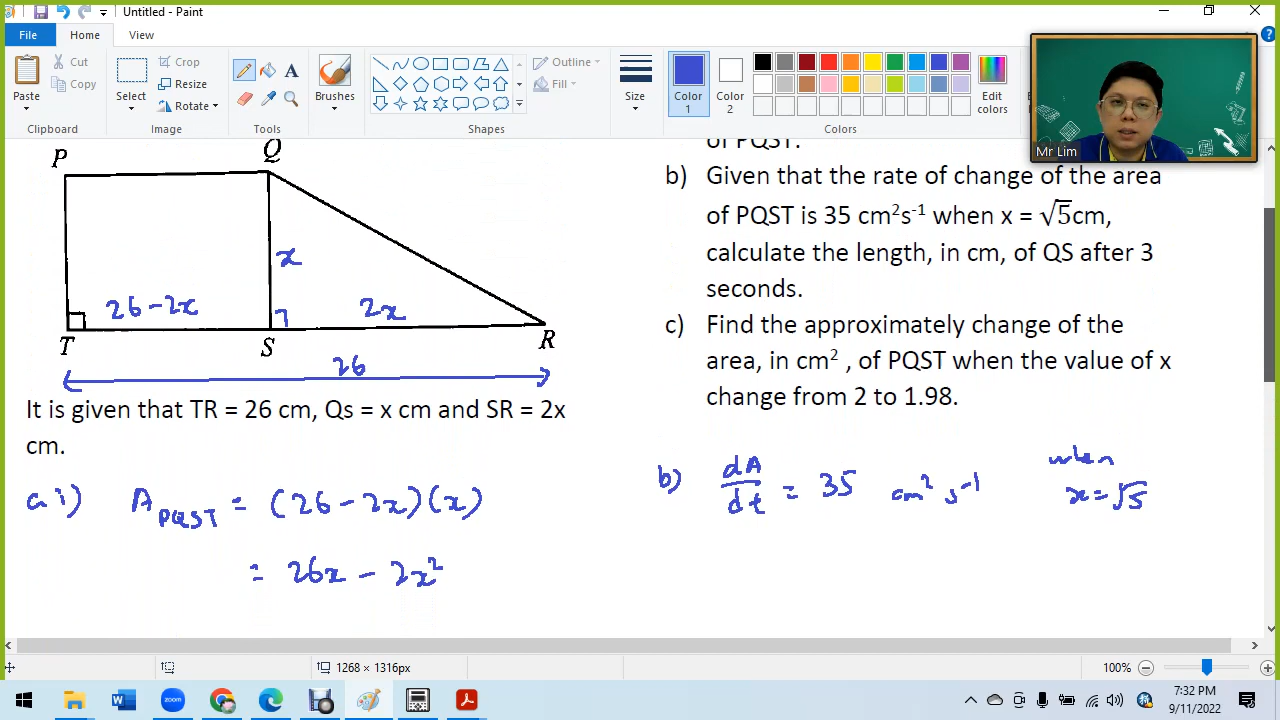 Untitled - Paint
File
Home
View
Paste
Cut
Copy
Clipboard
Select
Crop
Resize
Rotate
Image
A
Tools
Brushes
Shapes
Outline
Fill
Size
Color 1
Color 2
Edit colors
Colors
Mr Lim
P
Q
x
26-2x
2x
T
S
R
26
It is given that TR = 26 cm, Qs = x cm and SR = 2x
cm.
a i) A PQST = (26 - 2x)(x)
= 26x - 2x²
of PQST.
b) Given that the rate of change of the area
of PQST is 35 cm²s⁻¹ when x = √5cm,
calculate the length, in cm, of QS after 3
seconds.
c) Find the approximately change of the
area, in cm² , of PQST when the value of x
change from 2 to 1.98.
b) dA/dt = 35 cm² s⁻¹
when
x = √5
1268 × 1316px
100%
W
zoom
7:32 PM
9/11/2022